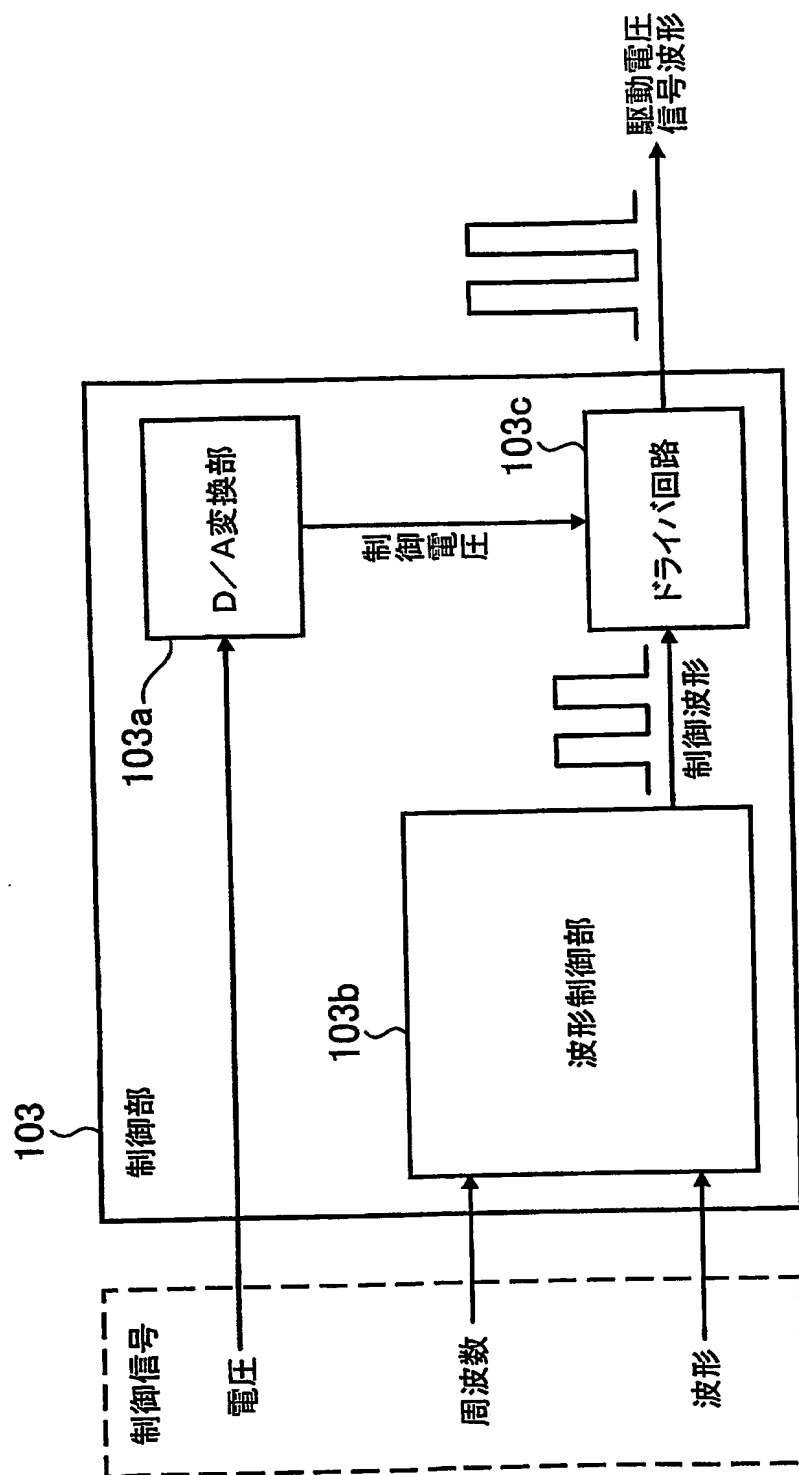 103
制御部
制御信号
電圧
周波数
波形
103a
D/A変換部
制御
電圧
103b
波形制御部
制御波形
103c
ドライバ回路
駆動電圧
信号波形